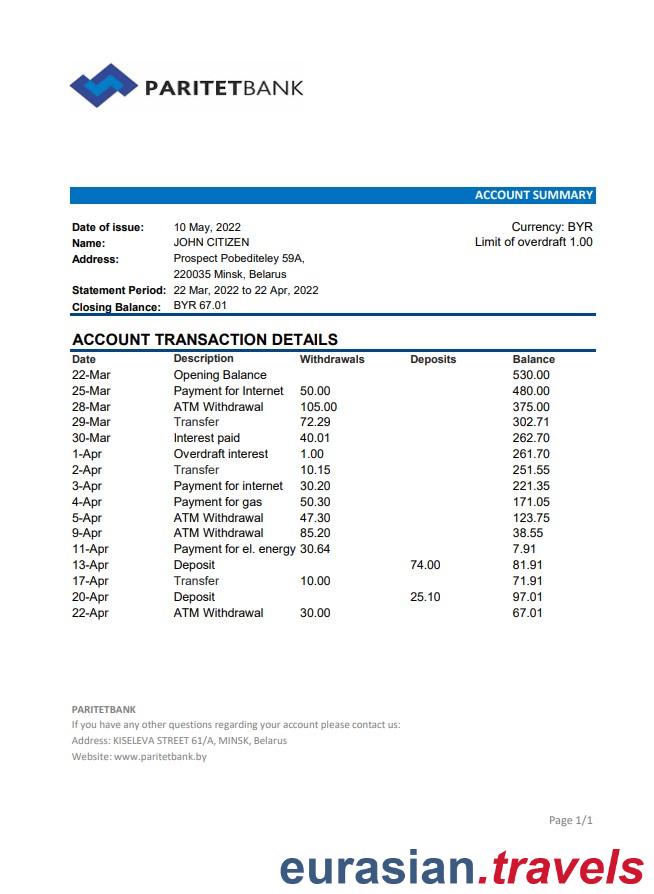 PARITETBANK
ACCOUNT SUMMARY
Date of issue: 10 May, 2022 Currency: BYR
Name: JOHN CITIZEN Limit of overdraft 1.00
Address: Prospect Pobediteley 59A,
220035 Minsk, Belarus
Statement Period: 22 Mar, 2022 to 22 Apr, 2022
Closing Balance: BYR 67.01
ACCOUNT TRANSACTION DETAILS
Date Description Withdrawals Deposits Balance
22-Mar Opening Balance 530.00
25-Mar Payment for Internet 50.00 480.00
28-Mar ATM Withdrawal 105.00 375.00
29-Mar Transfer 72.29 302.71
30-Mar Interest paid 40.01 262.70
1-Apr Overdraft interest 1.00 261.70
2-Apr Transfer 10.15 251.55
3-Apr Payment for internet 30.20 221.35
4-Apr Payment for gas 50.30 171.05
5-Apr ATM Withdrawal 47.30 123.75
9-Apr ATM Withdrawal 85.20 38.55
11-Apr Payment for el. energy 30.64 7.91
13-Apr Deposit 74.00 81.91
17-Apr Transfer 10.00 71.91
20-Apr Deposit 25.10 97.01
22-Apr ATM Withdrawal 30.00 67.01
PARITETBANK
If you have any other questions regarding your account please contact us:
Address: KISELEVA STREET 61/A, MINSK, Belarus
Website: www.paritetbank.by
Page 1/1
eurasian.travels